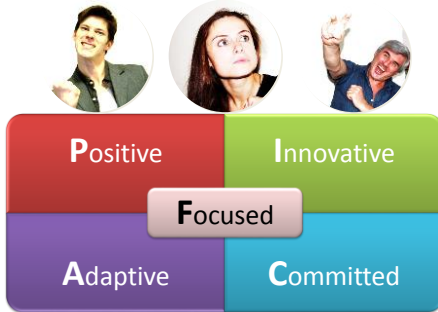 Positive
Innovative
Focused
Adaptive
Committed